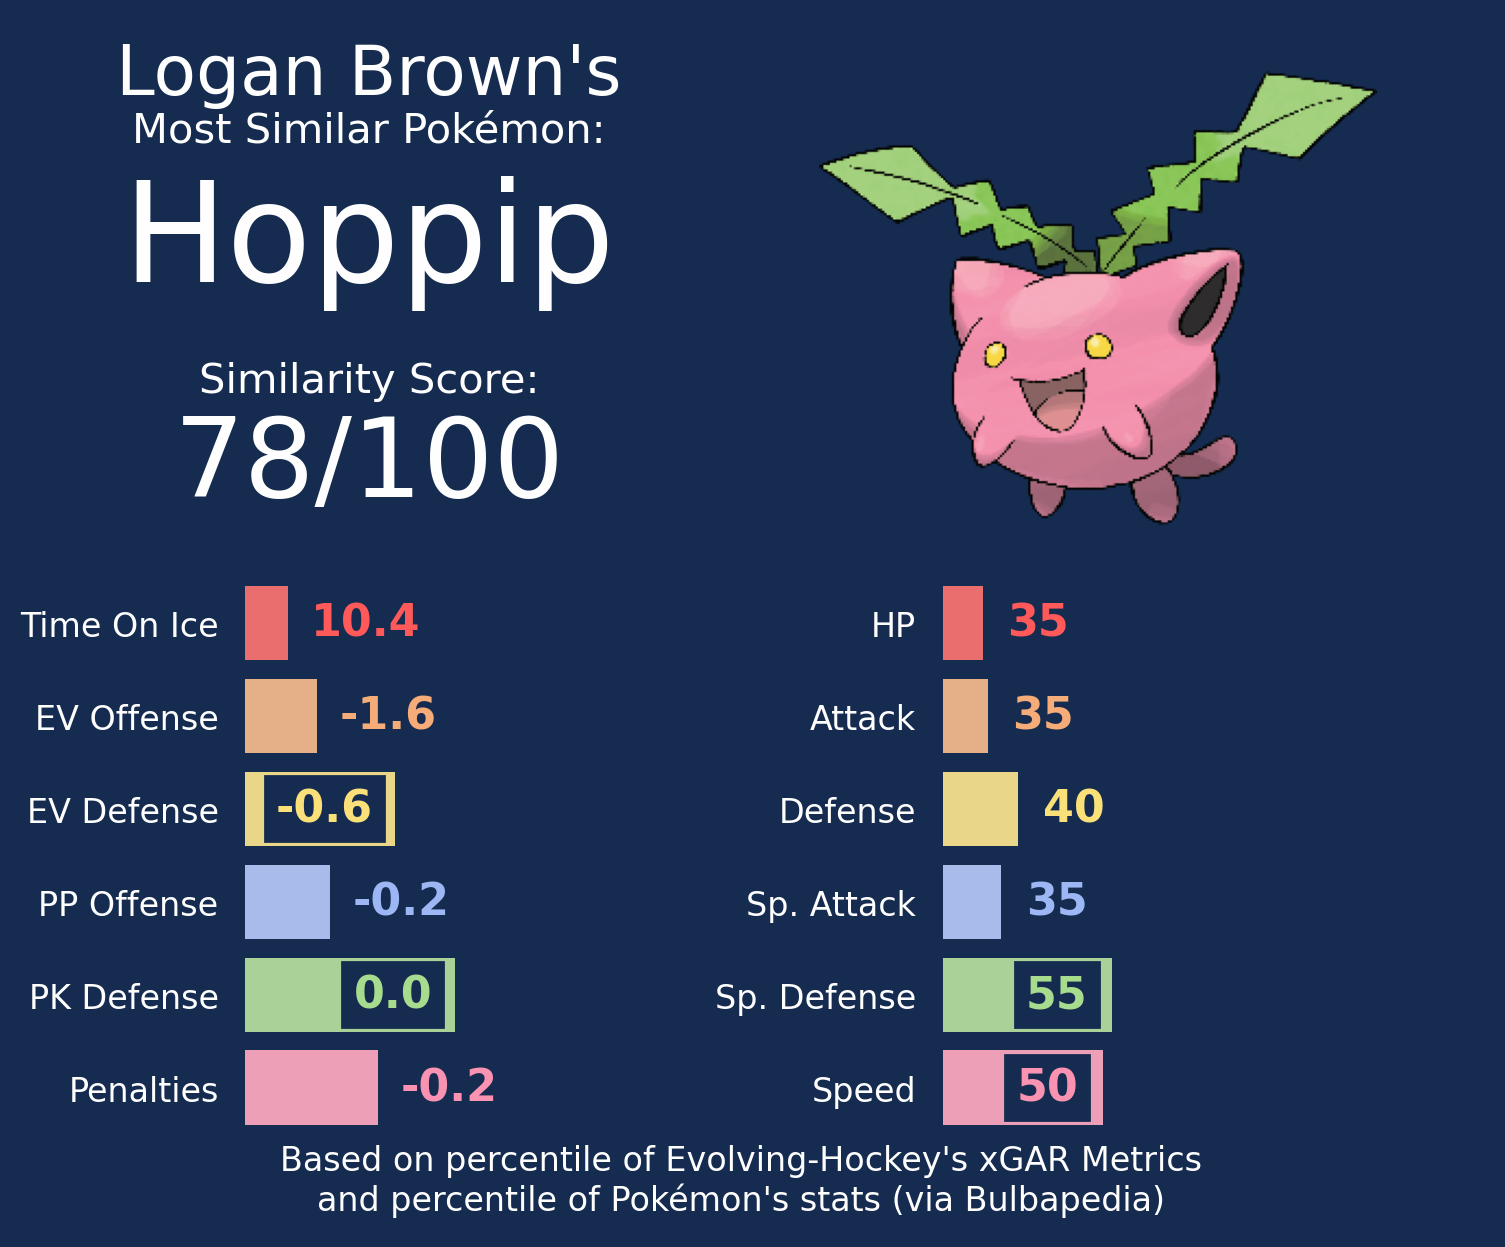 Logan Brown's
Most Similar Pokémon:
Hoppip
Similarity Score:
78/100
Time On Ice 10.4
EV Offense -1.6
EV Defense -0.6
PP Offense -0.2
PK Defense 0.0
Penalties -0.2
HP 35
Attack 35
Defense 40
Sp. Attack 35
Sp. Defense 55
Speed 50
Based on percentile of Evolving-Hockey's xGAR Metrics
and percentile of Pokémon's stats (via Bulbapedia)